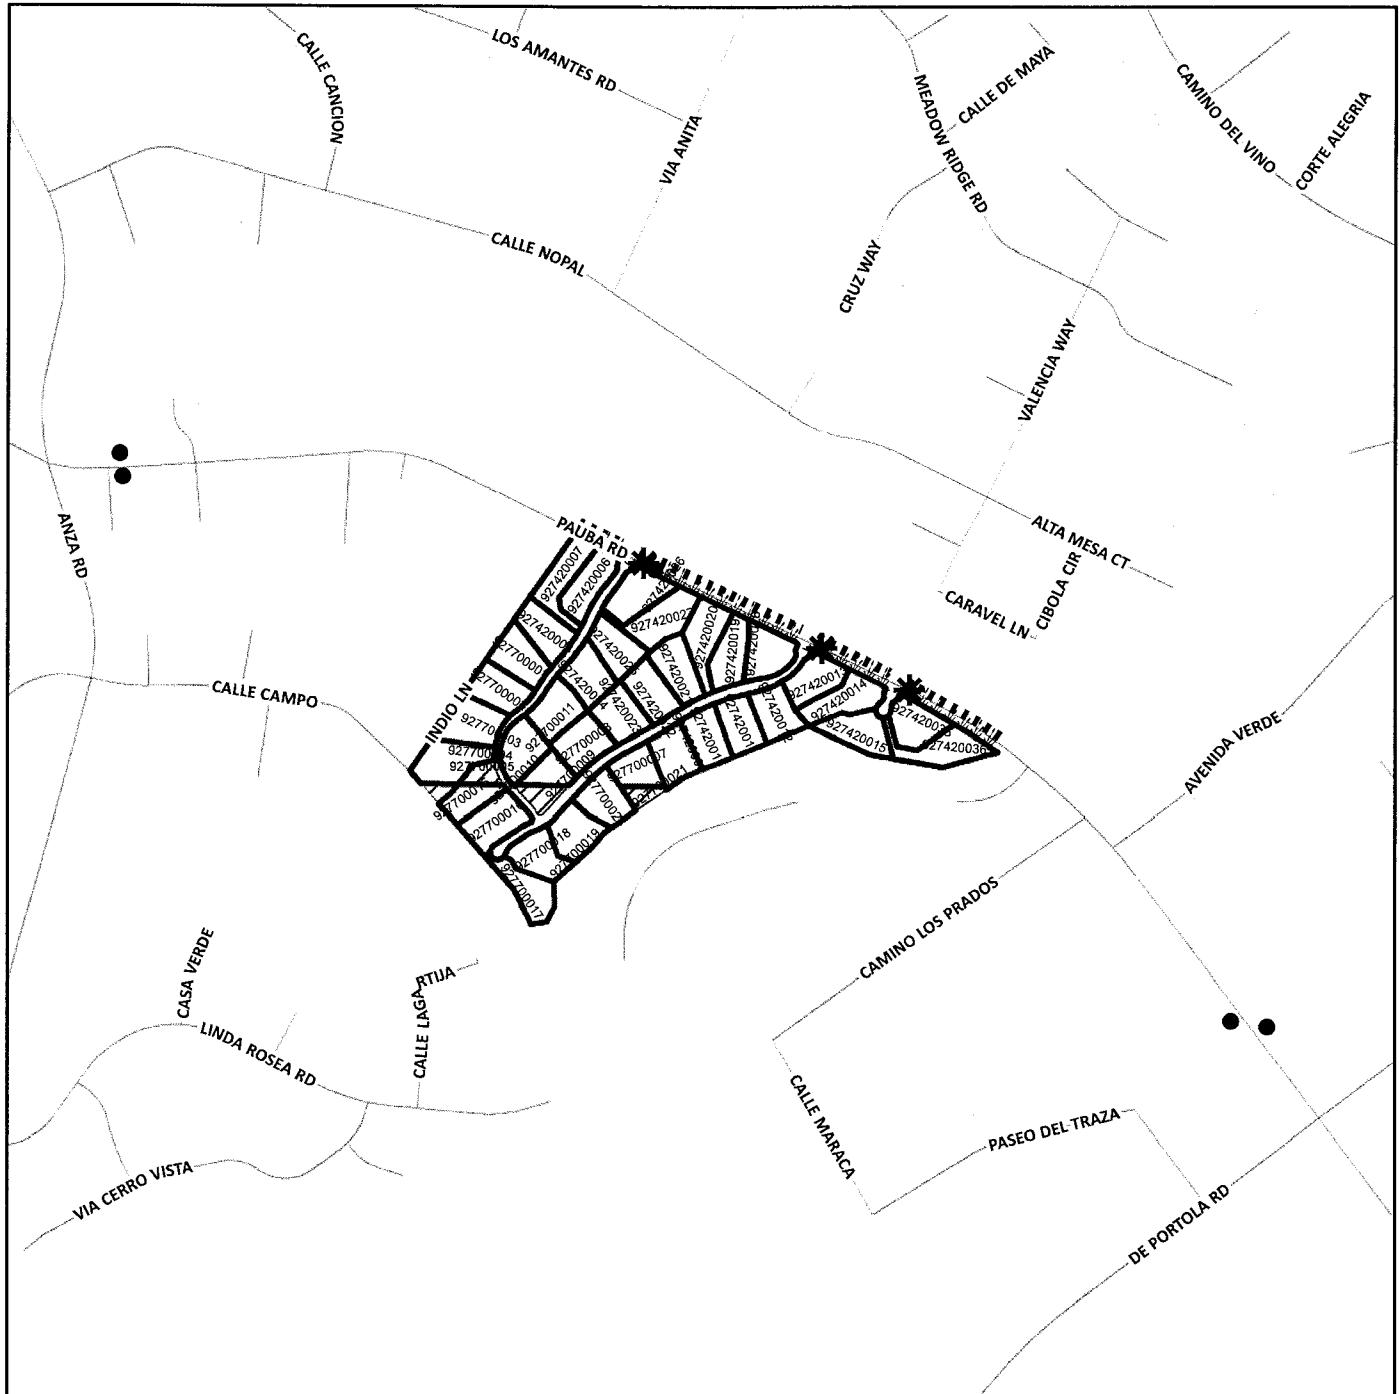 CALLE CANCION
LOS AMANTES RD
VIA ANITA
MEADOW RIDGE RD
CALLE DE MAYA
CAMINO DEL VINO
CORTE ALEGRIA
CALLE NOPAL
CRUZ WAY
VALENCIA WAY
ANZA RD
PAUBA RD
ALTA MESA CT
CIBOLA CIR
CARAVEL LN
927420007
927420006
927420020
927420019
927420014
927420015
927420036
INDIO LN
CALLE CAMPO
927700011
927700009
927700007
927700018
927700019
927700017
AVENIDA VERDE
CAMINO LOS PRADOS
CASA VERDE
CALLE LAGA
RTIJA
LINDA ROSEA RD
CALLE MARACA
PASEO DEL TRAZA
VIA CERRO VISTA
DE PORTOLA RD